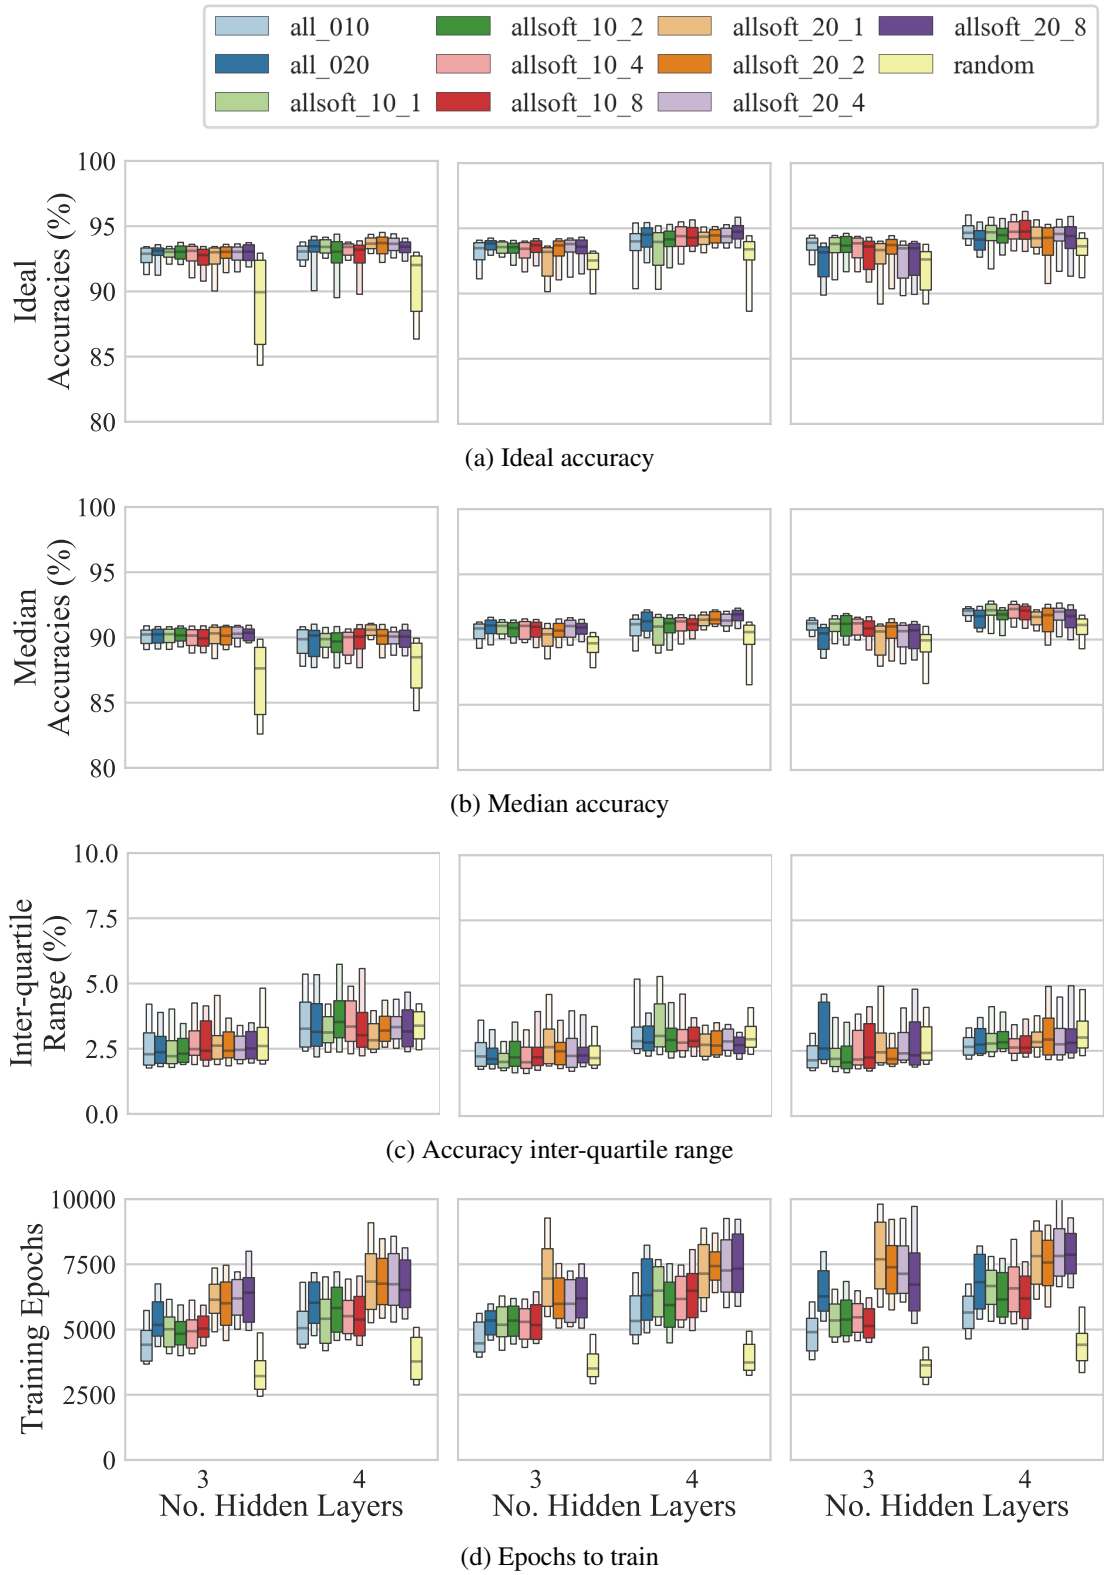 all_010
all_020
allsoft_10_1
allsoft_10_2
allsoft_10_4
allsoft_10_8
allsoft_20_1
allsoft_20_2
allsoft_20_4
allsoft_20_8
random
Ideal
Accuracies (%)
100
95
90
85
80
(a) Ideal accuracy
Median
Accuracies (%)
100
95
90
85
80
(b) Median accuracy
Inter-quartile
Range (%)
10.0
7.5
5.0
2.5
0.0
(c) Accuracy inter-quartile range
Training Epochs
10000
7500
5000
2500
0
3 4 3 4 3 4
No. Hidden Layers No. Hidden Layers No. Hidden Layers
(d) Epochs to train